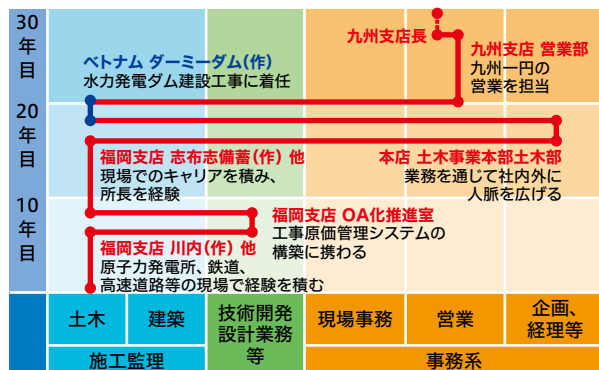 30
年
目
20
年
目
10
年
目
九州支店長
九州支店 営業部
九州一円の
営業を担当
ベトナム ダーミーダム(作)
水力発電ダム建設工事に着任
福岡支店 志布志備蓄(作) 他
現場でのキャリアを積み、
所長を経験
本店 土木事業本部土木部
業務を通じて社内外に
人脈を広げる
福岡支店 OA化推進室
工事原価管理システムの
構築に携わる
福岡支店 川内(作) 他
原子力発電所、鉄道、
高速道路等の現場で経験を積む
土木
建築
技術開発
設計業務
等
現場事務
営業
企画、
経理等
施工監理
事務系